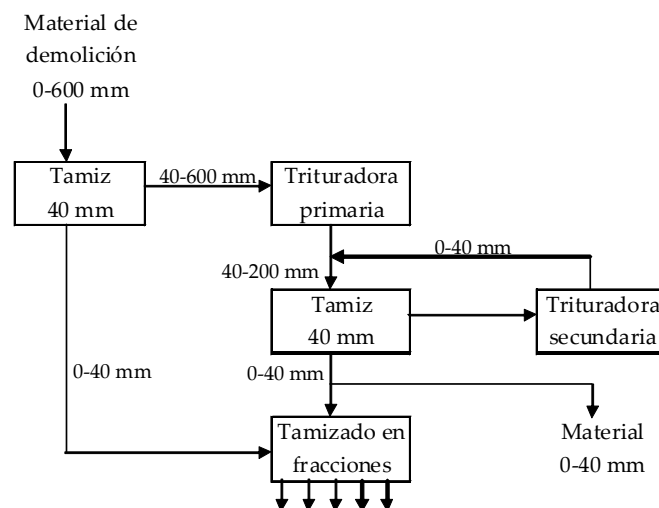 Material de
demolición
0-600 mm
Tamiz
40 mm
40-600 mm
Trituradora
primaria
0-40 mm
40-200 mm
Tamiz
40 mm
Trituradora
secundaria
0-40 mm
0-40 mm
Tamizado en
fracciones
Material
0-40 mm